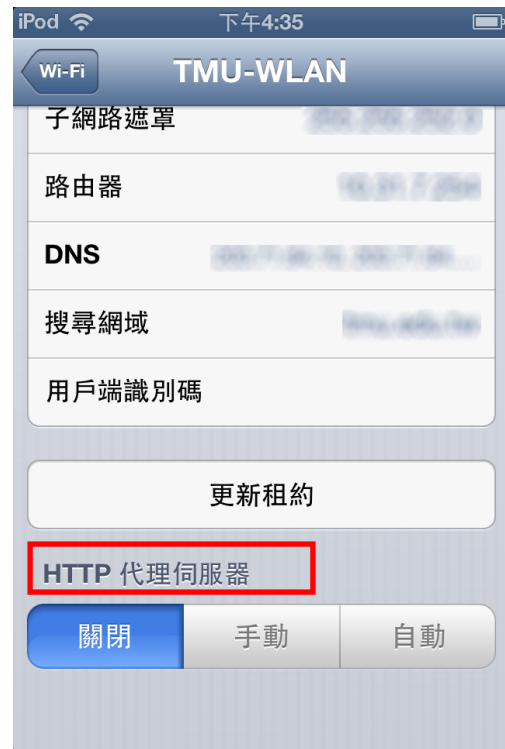 iPod 下午4:35
Wi-Fi TMU-WLAN
子網路遮罩
路由器
DNS
搜尋網域
用戶端識別碼
更新租約
HTTP 代理伺服器
關閉 手動 自動